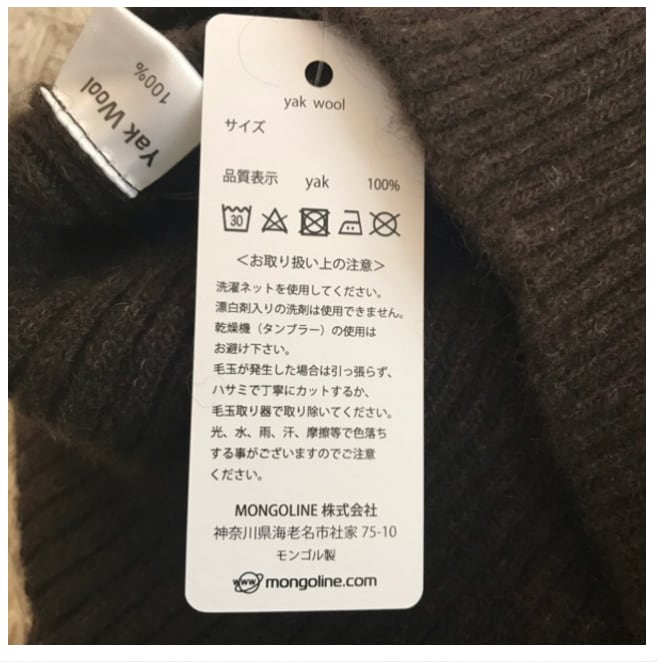 Yak Wool
100%
yak wool
サイズ
品質表示 yak 100%
30
＜お取り扱い上の注意＞
洗濯ネットを使用してください。
漂白剤入りの洗剤は使用できません。
乾燥機（タンブラー）の使用は
お避け下さい。
毛玉が発生した場合は引っ張らず、
ハサミで丁寧にカットするか、
毛玉取り器で取り除いてください。
光、水、雨、汗、摩擦等で色落ち
する事がございますのでご注意
ください。
MONGOLINE 株式会社
神奈川県海老名市社家 75-10
モンゴル製
www mongoline.com